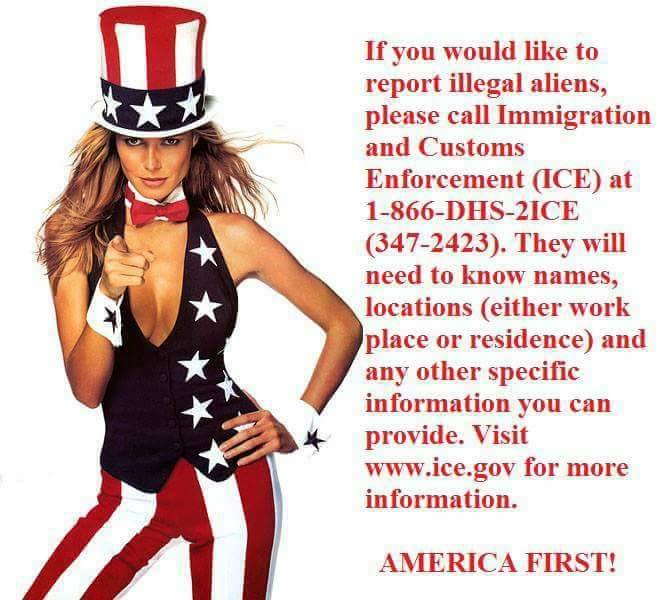 If you would like to
report illegal aliens,
please call Immigration
and Customs
Enforcement (ICE) at
1-866-DHS-2ICE
(347-2423). They will
need to know names,
locations (either work
place or residence) and
any other specific
information you can
provide. Visit
www.ice.gov for more
information.
AMERICA FIRST!